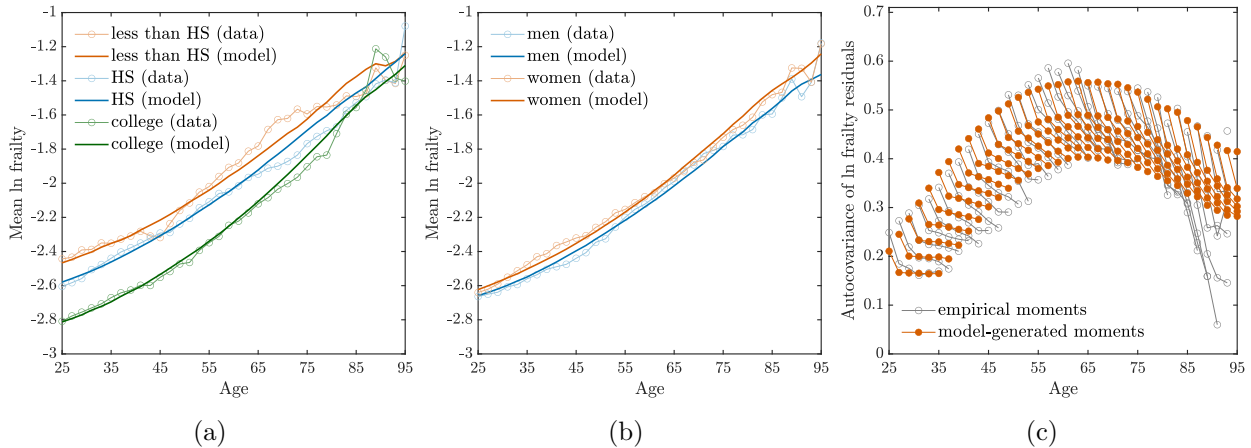 Mean ln frailty
-1
-1.2
-1.4
-1.6
-1.8
-2
-2.2
-2.4
-2.6
-2.8
-3
less than HS (data)
less than HS (model)
HS (data)
HS (model)
college (data)
college (model)
25 35 45 55 65 75 85 95
Age
(a)
Mean ln frailty
-1
-1.2
-1.4
-1.6
-1.8
-2
-2.2
-2.4
-2.6
-2.8
-3
men (data)
men (model)
women (data)
women (model)
25 35 45 55 65 75 85 95
Age
(b)
Autocovariance of ln frailty residuals
0.7
0.6
0.5
0.4
0.3
0.2
0.1
0
empirical moments
model-generated moments
25 35 45 55 65 75 85 95
Age
(c)